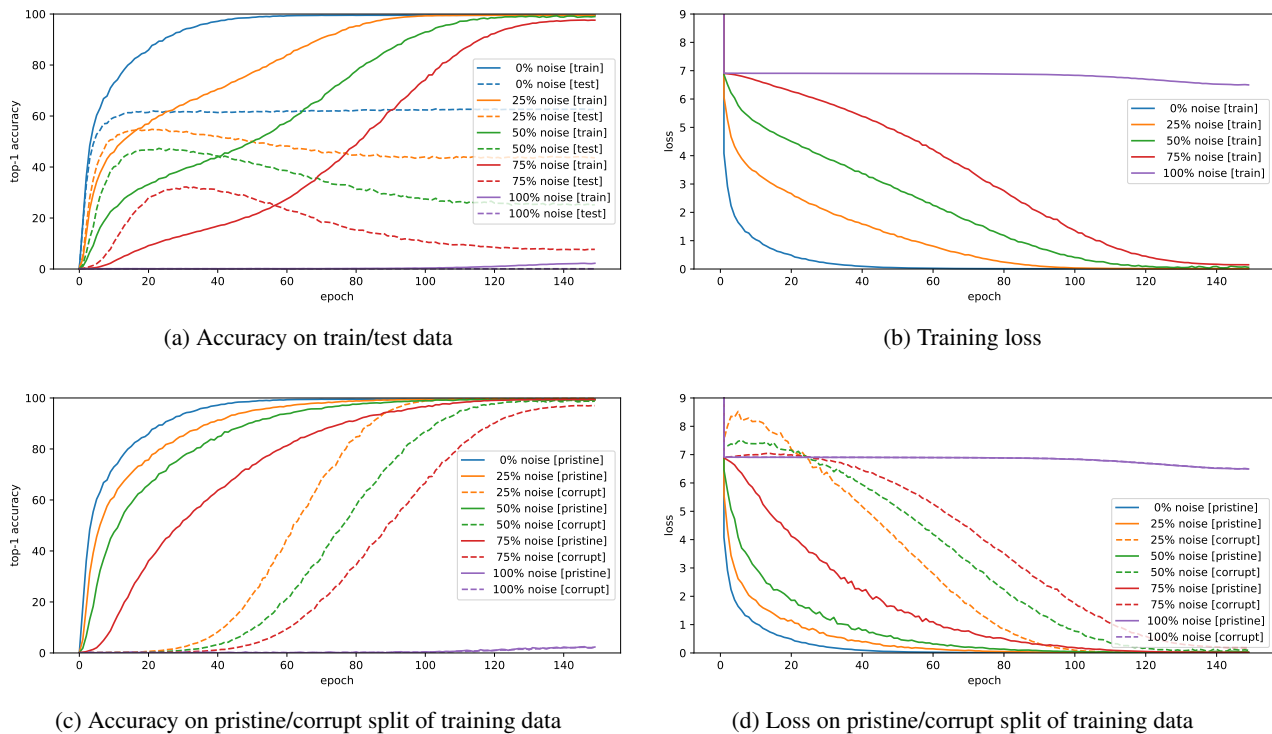 100
80
60
40
20
0
top-1 accuracy
0% noise [train]
0% noise [test]
25% noise [train]
25% noise [test]
50% noise [train]
50% noise [test]
75% noise [train]
75% noise [test]
100% noise [train]
100% noise [test]
0 20 40 60 80 100 120 140
epoch
(a) Accuracy on train/test data
9
8
7
6
5
4
3
2
1
0
loss
0% noise [train]
25% noise [train]
50% noise [train]
75% noise [train]
100% noise [train]
0 20 40 60 80 100 120 140
epoch
(b) Training loss
100
80
60
40
20
0
top-1 accuracy
0% noise [pristine]
25% noise [pristine]
25% noise [corrupt]
50% noise [pristine]
50% noise [corrupt]
75% noise [pristine]
75% noise [corrupt]
100% noise [pristine]
100% noise [corrupt]
0 20 40 60 80 100 120 140
epoch
(c) Accuracy on pristine/corrupt split of training data
9
8
7
6
5
4
3
2
1
0
loss
0% noise [pristine]
25% noise [pristine]
25% noise [corrupt]
50% noise [pristine]
50% noise [corrupt]
75% noise [pristine]
75% noise [corrupt]
100% noise [pristine]
100% noise [corrupt]
0 20 40 60 80 100 120 140
epoch
(d) Loss on pristine/corrupt split of training data